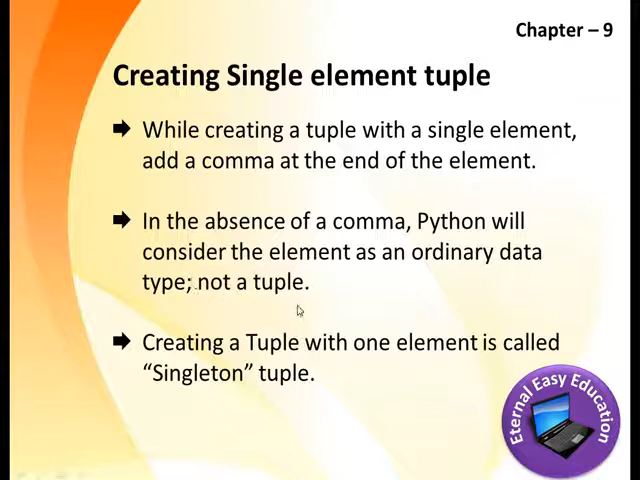 Chapter – 9
Creating Single element tuple
While creating a tuple with a single element,
add a comma at the end of the element.
In the absence of a comma, Python will
consider the element as an ordinary data
type; not a tuple.
Creating a Tuple with one element is called
“Singleton” tuple.
Eternal Easy Education